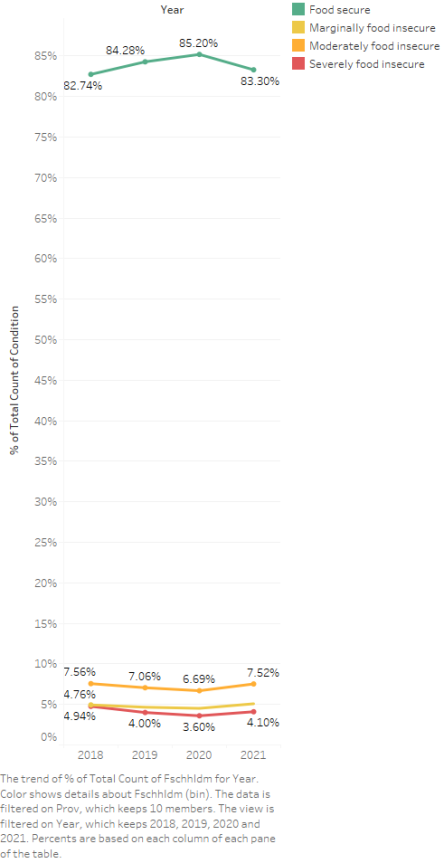 Year
Food secure
Marginally food insecure
Moderately food insecure
Severely food insecure
85.20%
84.28%
85%
82.74%
83.30%
80%
75%
70%
65%
60%
55%
50%
% of Total Count of Condition
45%
40%
35%
30%
25%
20%
15%
10%
7.56%
7.06%
6.69%
7.52%
4.76%
5%
4.94%
4.00%
3.60%
4.10%
0%
2018 2019 2020 2021
The trend of % of Total Count of Fschhldm for Year.
Color shows details about Fschhldm (bin). The data is
filtered on Prov, which keeps 10 members. The view is
filtered on Year, which keeps 2018, 2019, 2020 and
2021. Percents are based on each column of each pane
of the table.